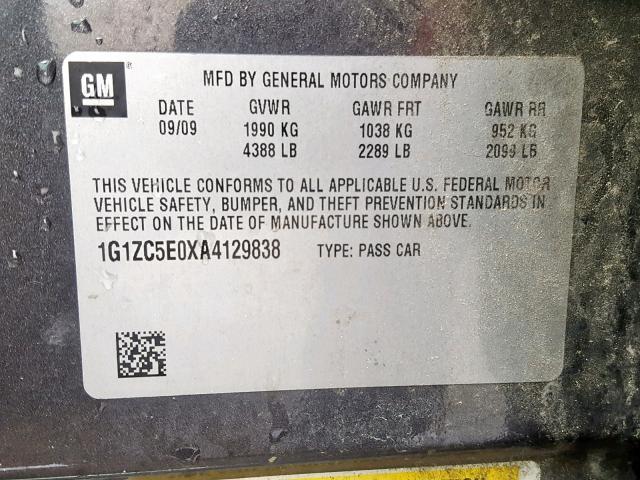 GM
MFD BY GENERAL MOTORS COMPANY
DATE GVWR GAWR FRT GAWR RR
09/09 1990 KG 1038 KG 952 KG
4388 LB 2289 LB 2099 LB
THIS VEHICLE CONFORMS TO ALL APPLICABLE U.S. FEDERAL MOTOR
VEHICLE SAFETY, BUMPER, AND THEFT PREVENTION STANDARDS IN
EFFECT ON THE DATE OF MANUFACTURE SHOWN ABOVE.
1G1ZC5E0XA4129838 TYPE: PASS CAR